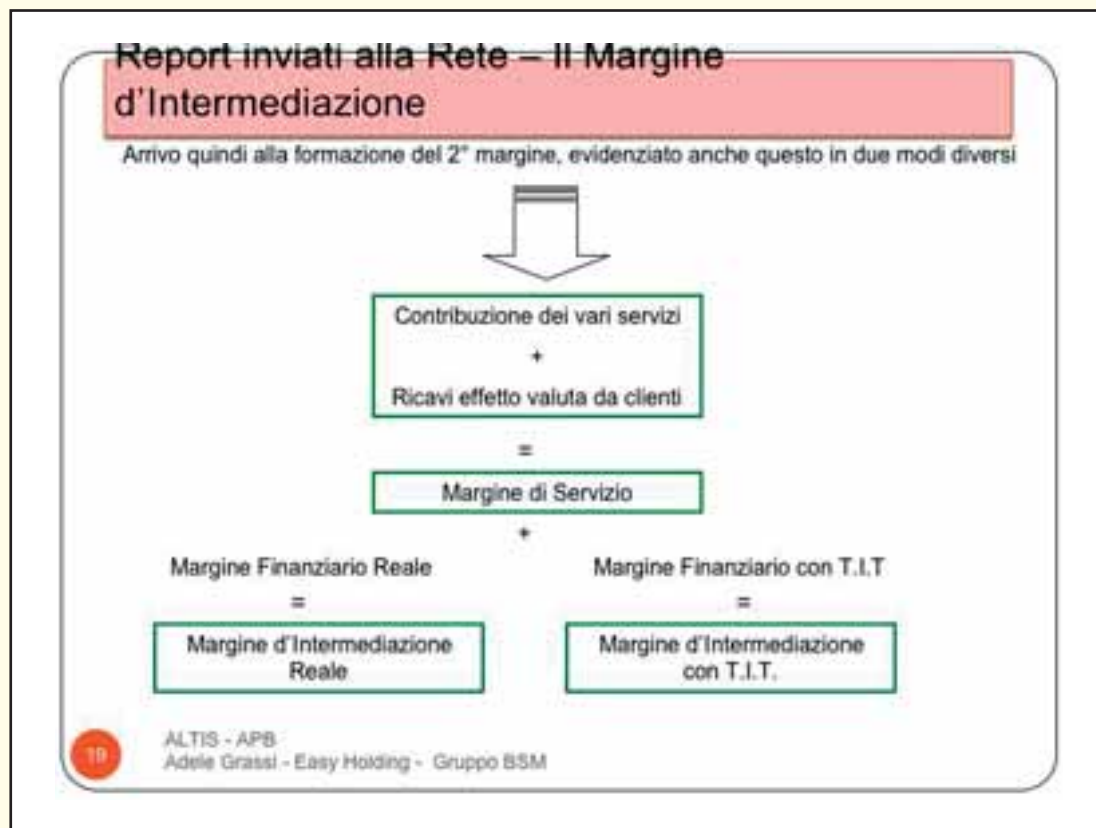 Report inviati alla Rete – Il Margine
d'Intermediazione
Arrivo quindi alla formazione del 2° margine, evidenziato anche questo in due modi diversi
Contribuzione dei vari servizi
+
Ricavi effetto valuta da clienti
=
Margine di Servizio
+
Margine Finanziario Reale
=
Margine d'Intermediazione
Reale
Margine Finanziario con T.I.T
=
Margine d'Intermediazione
con T.I.T.
19
ALTIS - APB
Adele Grassi - Easy Holding - Gruppo BSM